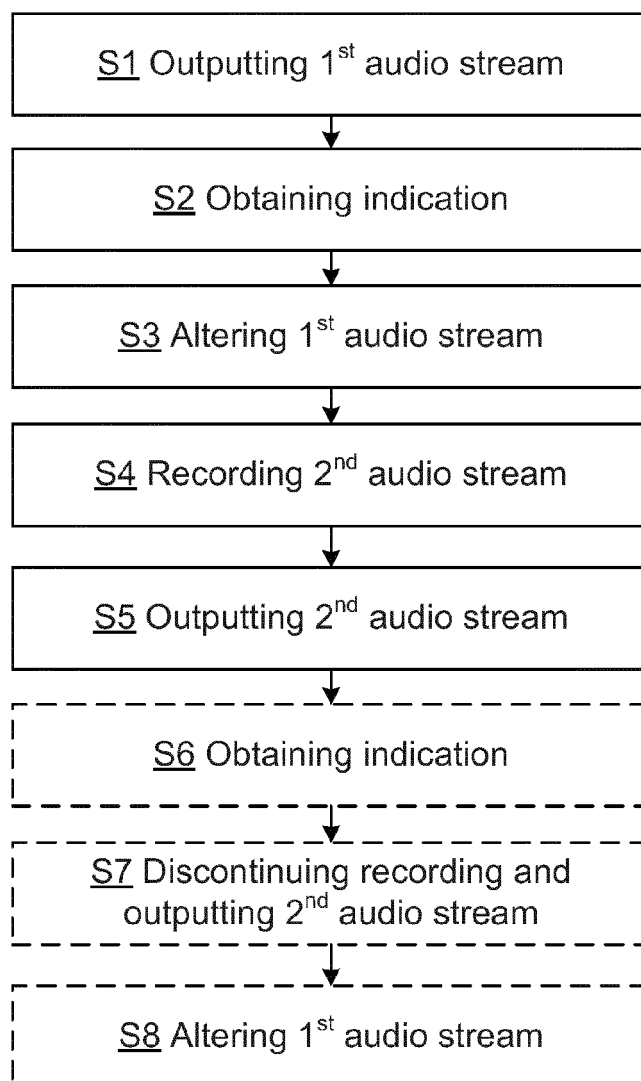 S1 Outputting 1st audio stream
S2 Obtaining indication
S3 Altering 1st audio stream
S4 Recording 2nd audio stream
S5 Outputting 2nd audio stream
S6 Obtaining indication
S7 Discontinuing recording and
outputting 2nd audio stream
S8 Altering 1st audio stream